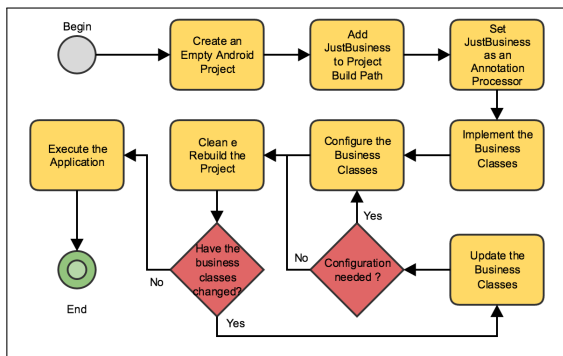 Begin
Create an
Empty Android
Project
Add
JustBusiness
to Project
Build Path
Set
JustBusiness
as an
Annotation
Processor
Execute the
Application
Clean e
Rebuild the
Project
Configure the
Business
Classes
Implement the
Business
Classes
Yes
No
Configuration
needed ?
Update the
Business
Classes
Have the
business
classes
changed?
No
Yes
End